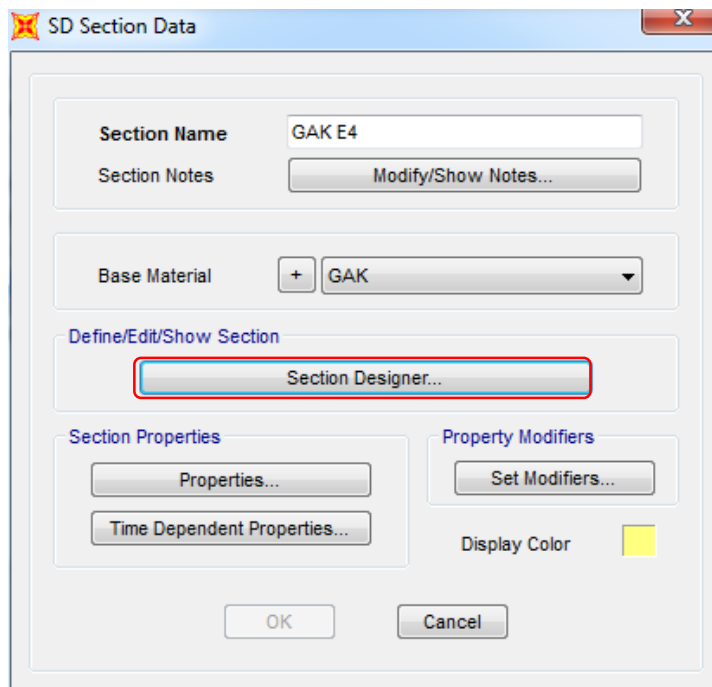 SD Section Data
Section Name GAK E4
Section Notes Modify/Show Notes...
Base Material + GAK
Define/Edit/Show Section
Section Designer...
Section Properties Property Modifiers
Properties... Set Modifiers...
Time Dependent Properties... Display Color
OK Cancel